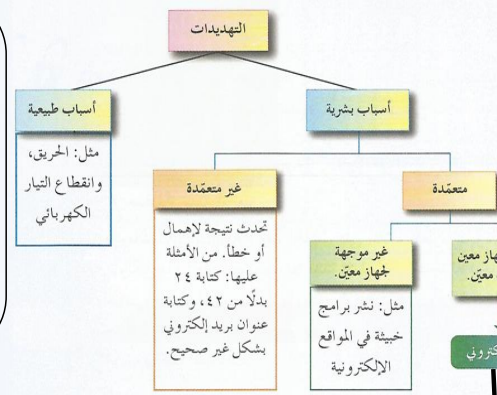 التهديدات
أسباب بشرية
أسباب طبيعية
مثل: الحريق،
وانقطاع التيار
الكهربائي
متعمّدة
غير متعمّدة
تحدث نتيجة لإهمال
أو خطأ. من الأمثلة
عليها: كتابة ٢٤
بدلًا من ٤٢، وكتابة
عنوان بريد إلكتروني
بشكل غير صحيح.
معين
معيّن.
غير موجهة
لجهاز معيّن.
مثل: نشر برامج
خبيثة في المواقع
الإلكترونية